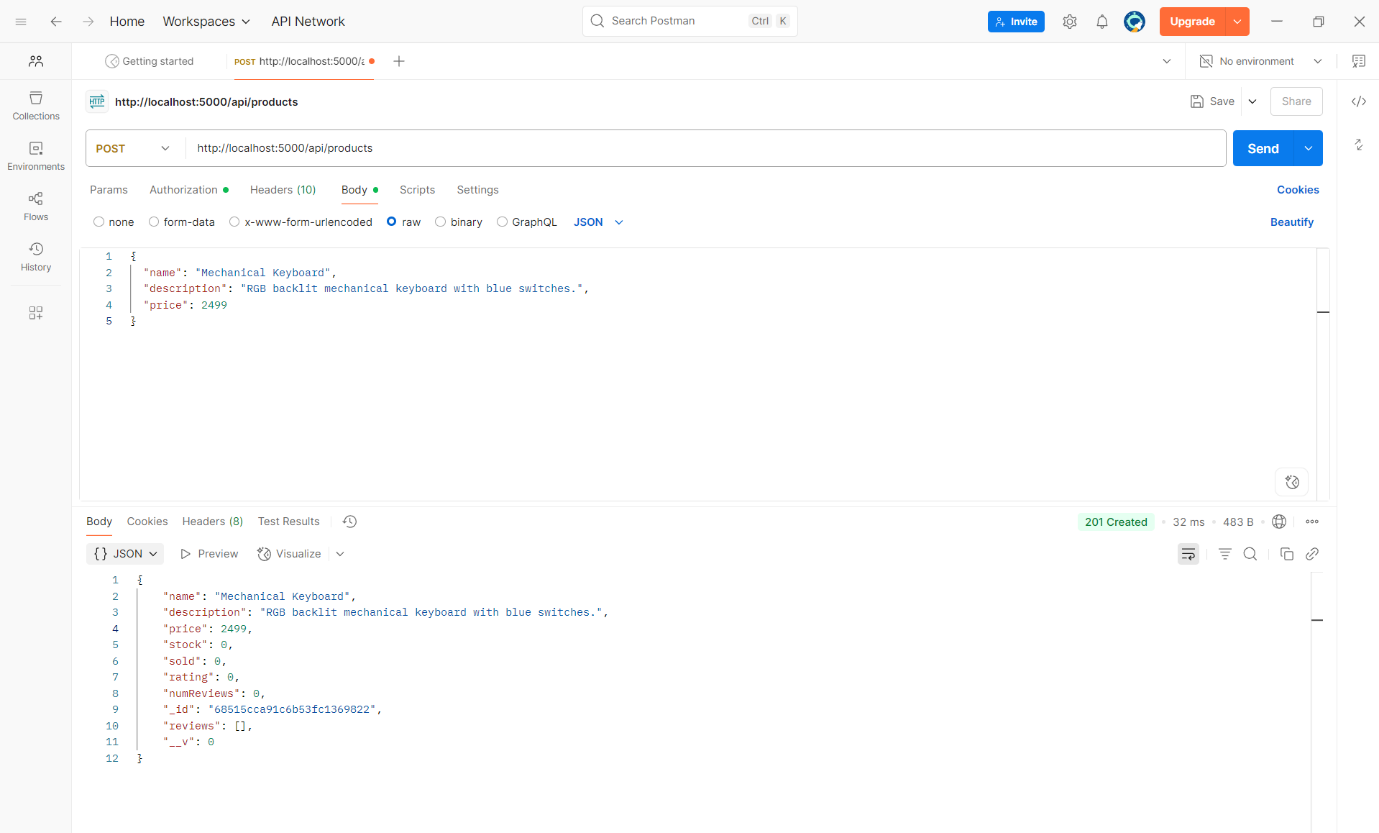 Home Workspaces API Network Search Postman Ctrl K Invite Upgrade
Getting started POST http://localhost:5000/a No environment
HTTP http://localhost:5000/api/products Save Share
Collections
Environments
Flows
History
POST http://localhost:5000/api/products Send
Params Authorization Headers (10) Body Scripts Settings Cookies
none form-data x-www-form-urlencoded raw binary GraphQL JSON Beautify
1 {
2 "name": "Mechanical Keyboard",
3 "description": "RGB backlit mechanical keyboard with blue switches.",
4 "price": 2499
5 }
Body Cookies Headers (8) Test Results 201 Created • 32 ms • 483 B
{} JSON Preview Visualize
1 {
2 "name": "Mechanical Keyboard",
3 "description": "RGB backlit mechanical keyboard with blue switches.",
4 "price": 2499,
5 "stock": 0,
6 "sold": 0,
7 "rating": 0,
8 "numReviews": 0,
9 "_id": "68515cca91c6b53fc1369822",
10 "reviews": [],
11 "__v": 0
12 }